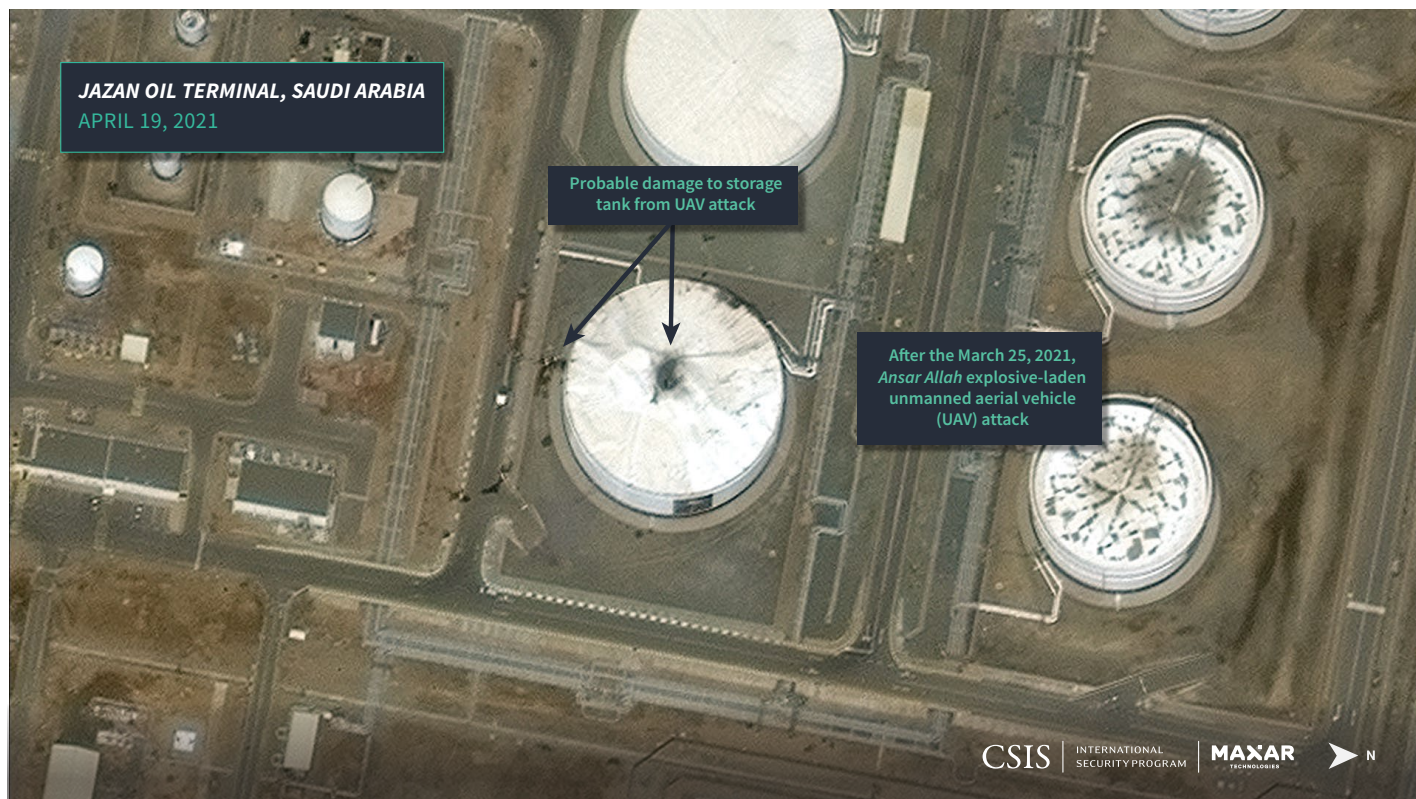 JAZAN OIL TERMINAL, SAUDI ARABIA
APRIL 19, 2021
Probable damage to storage
tank from UAV attack
After the March 25, 2021,
Ansar Allah explosive-laden
unmanned aerial vehicle
(UAV) attack
CSIS
INTERNATIONAL
SECURITY PROGRAM
MAXAR
TECHNOLOGIES
N